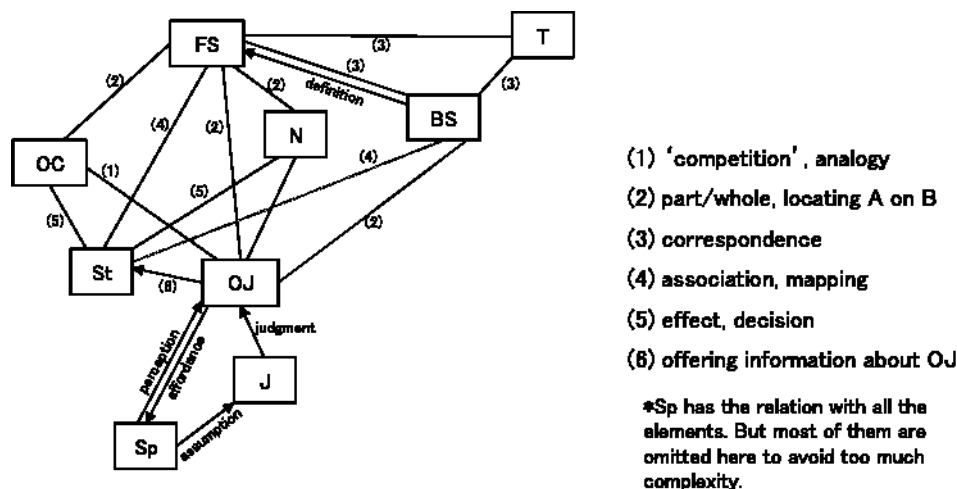 FS
T
(3)
(3)
(3)
definition
(2)
(2)
(4)
(2)
BS
N
OC
(1)
(4)
(5)
(5)
(2)
St
(6)
OJ
judgment
perception
affordance
J
assumption
Sp
(1) ‘competition’, analogy
(2) part/whole, locating A on B
(3) correspondence
(4) association, mapping
(5) effect, decision
(6) offering information about OJ
*Sp has the relation with all the
elements. But most of them are
omitted here to avoid too much
complexity.